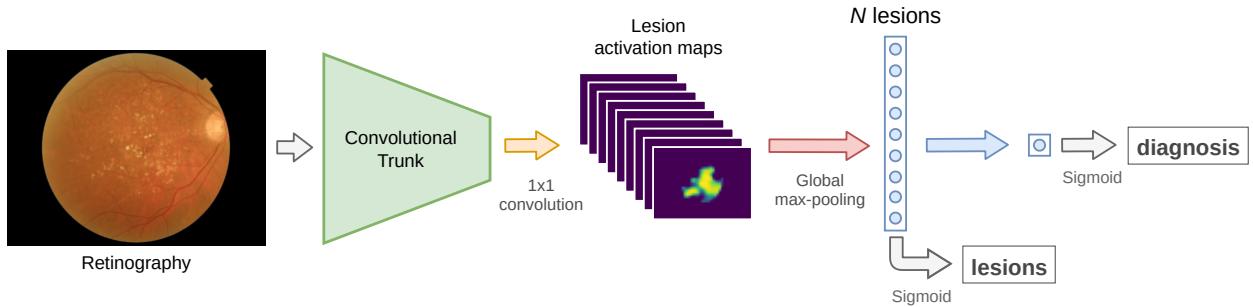 Retinography
Convolutional
Trunk
1x1
convolution
Lesion
activation maps
Global
max-pooling
N lesions
Sigmoid
diagnosis
Sigmoid
lesions